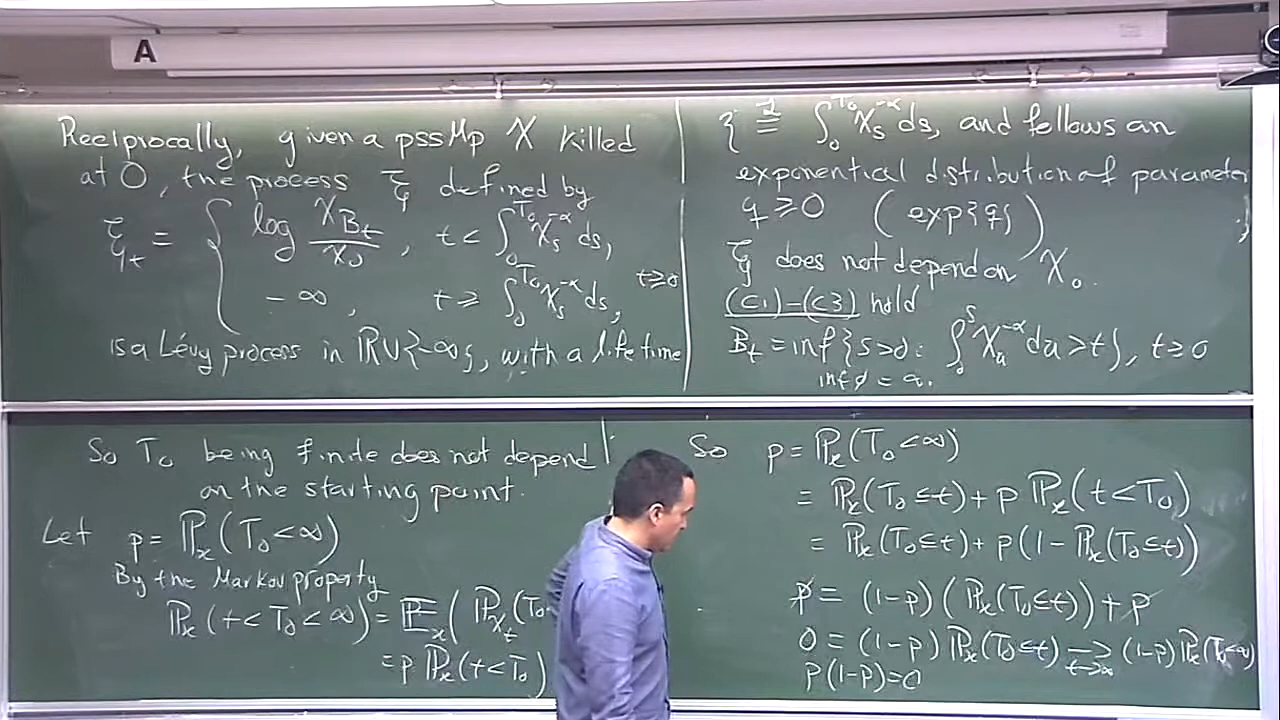 A
Reciprocally, given a pssMp X killed
at 0, the process ξ defined by
ξ_t = { log X_{B_t}/X_0, t < ∫_0^{T_0} X_s^{-α} ds,
-∞, t ≥ ∫_0^{T_0} X_s^{-α} ds, t≥0
is a Lévy process in ℝ∪{-∞}, with a lifetime
ζ ≝ ∫_0^{T_0} X_s^{-α} ds, and follows an
exponential distribution of parameter
q ≥ 0 (exp{q})
ξ does not depend on X_0.
(C1)-(C3) hold
B_t = inf{s>0: ∫_0^s X_u^{-α} du > t}, t≥0
inf ∅ = a.
So T_0 being finite does not depend
on the starting point.
Let p = ℙ_x(T_0<∞)
By the Markov property
ℙ_x(t<T_0<∞) = 𝔼_x(ℙ_{X_t}(T_0
= p ℙ_x(t<T_0)
So p = ℙ_x(T_0<∞)
= ℙ_x(T_0≤t) + p ℙ_x(t<T_0)
= ℙ_x(T_0≤t) + p(1-ℙ_x(T_0≤t))
p = (1-p)(ℙ_x(T_0≤t)) + p
0 = (1-p) ℙ_x(T_0≤t) →_{t→∞} (1-p) ℙ_x(T_0<∞)
p(1-p)=0